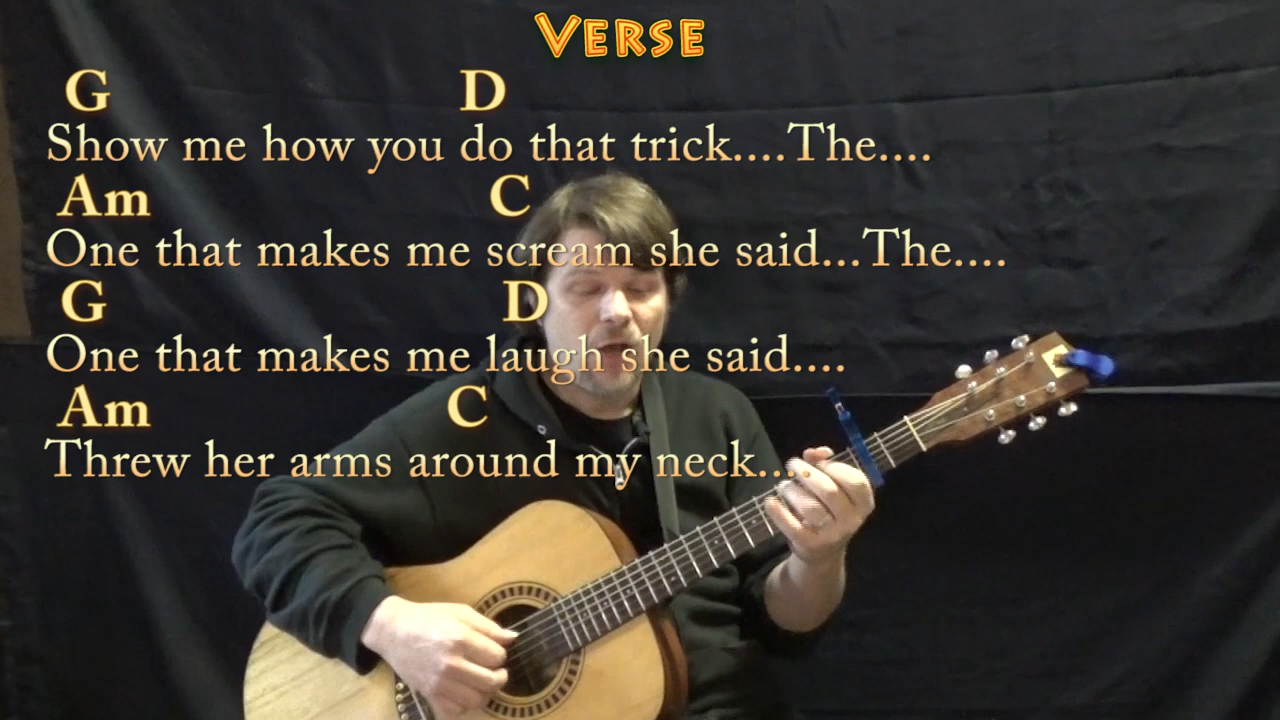 VERSE
G D
Show me how you do that trick....The....
Am C
One that makes me scream she said...The....
G D
One that makes me laugh she said....
Am C
Threw her arms around my neck....